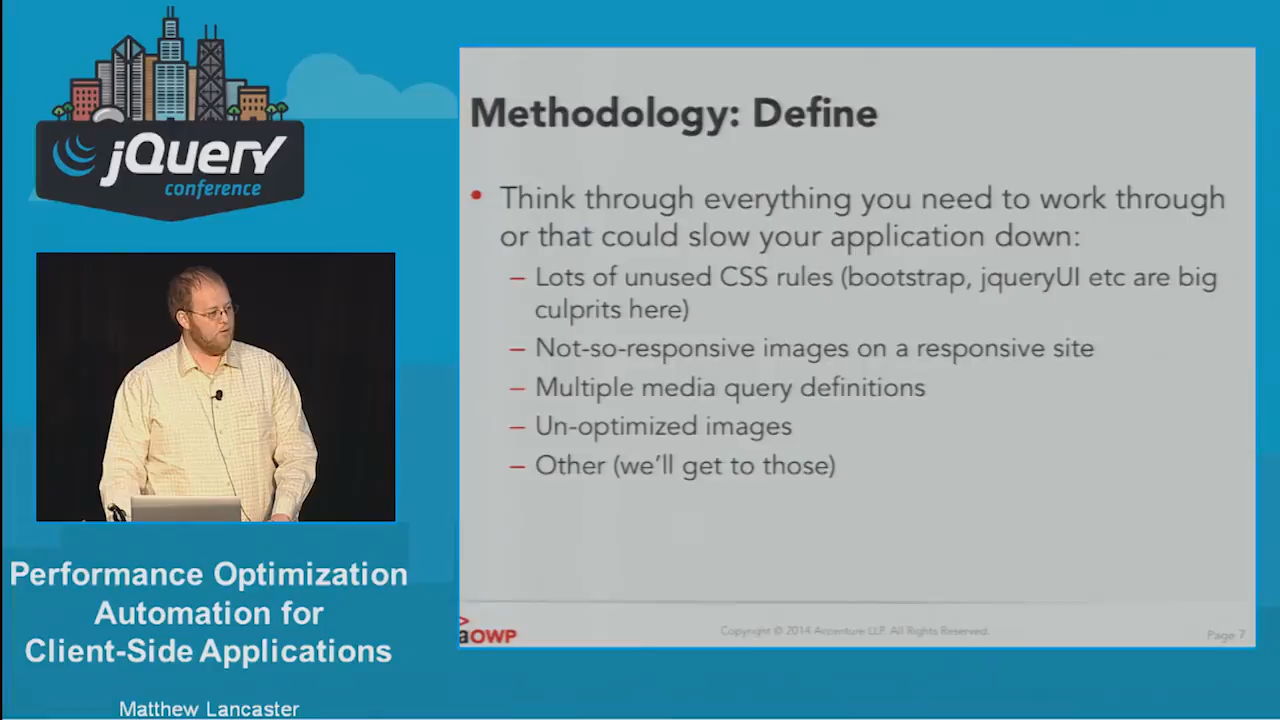 jQuery
conference
Performance Optimization
Automation for
Client-Side Applications
Matthew Lancaster
Methodology: Define
• Think through everything you need to work through
or that could slow your application down:
– Lots of unused CSS rules (bootstrap, jqueryUI etc are big
culprits here)
– Not-so-responsive images on a responsive site
– Multiple media query definitions
– Un-optimized images
– Other (we'll get to those)
>
aOWP
Copyright © 2014 Accenture LLP. All Rights Reserved.
Page 7